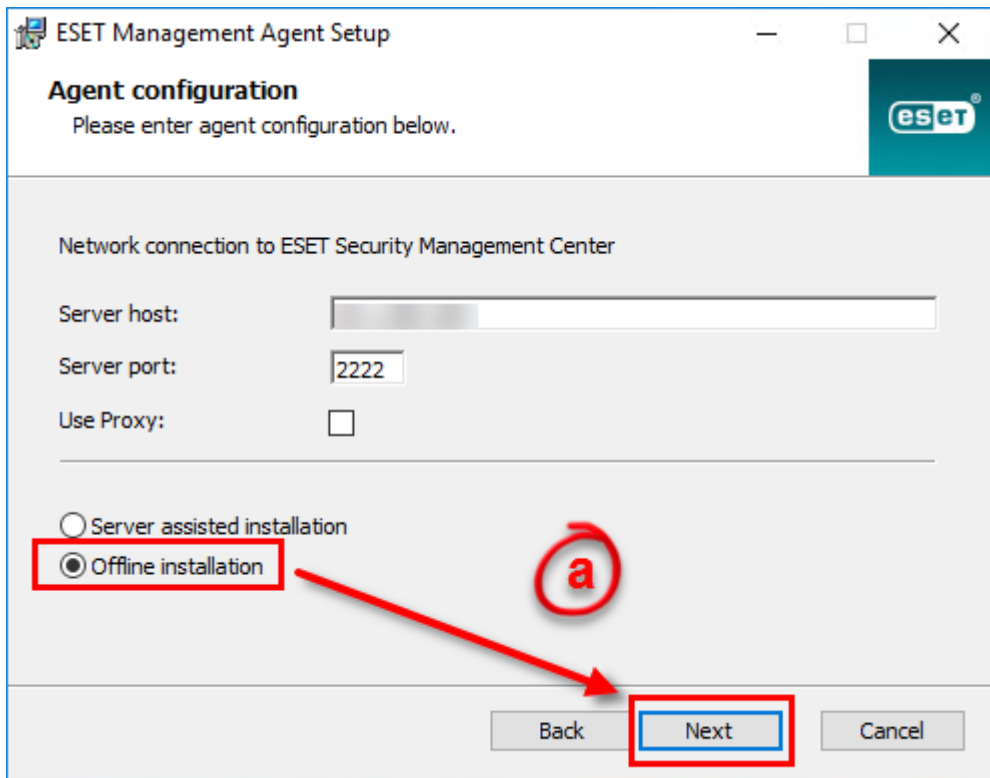 ESET Management Agent Setup
Agent configuration
Please enter agent configuration below.
eseT®
Network connection to ESET Security Management Center
Server host:
Server port: 2222
Use Proxy:
Server assisted installation
Offline installation
a
Back Next Cancel